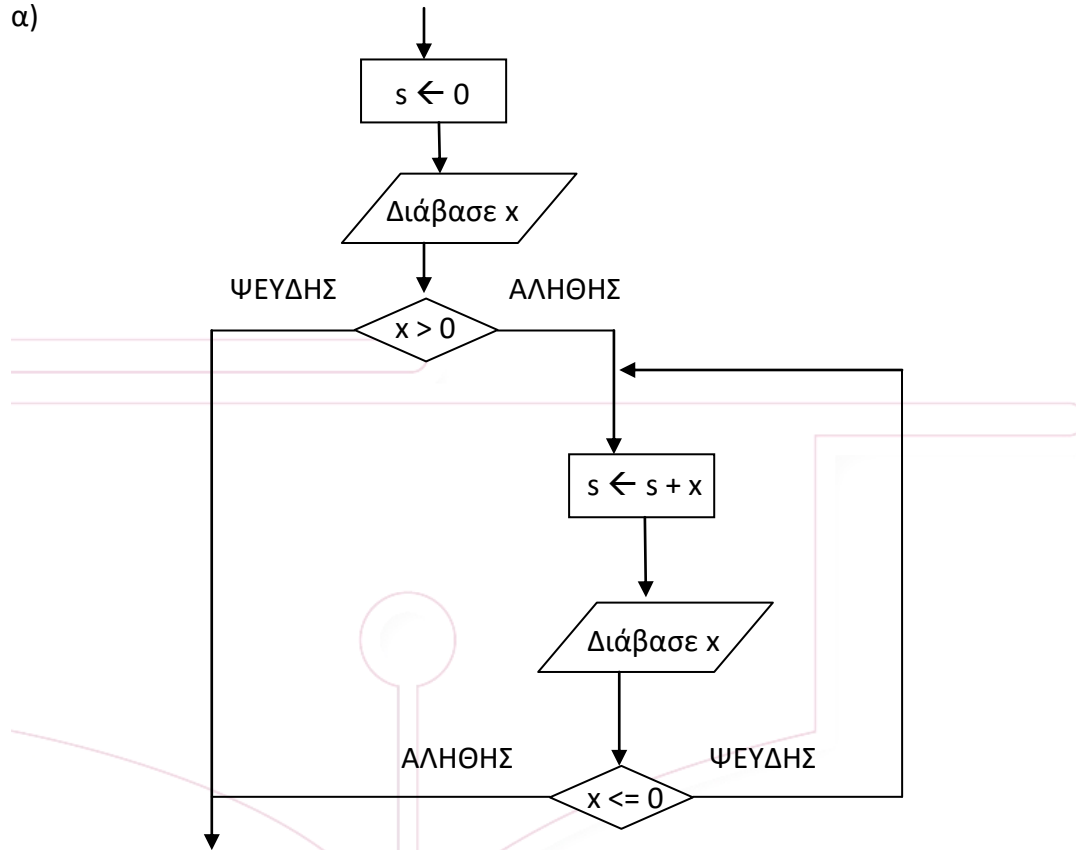 α)
s ← 0
Διάβασε x
ΨΕΥΔΗΣ ΑΛΗΘΗΣ
x > 0
s ← s + x
Διάβασε x
ΑΛΗΘΗΣ ΨΕΥΔΗΣ
x <= 0